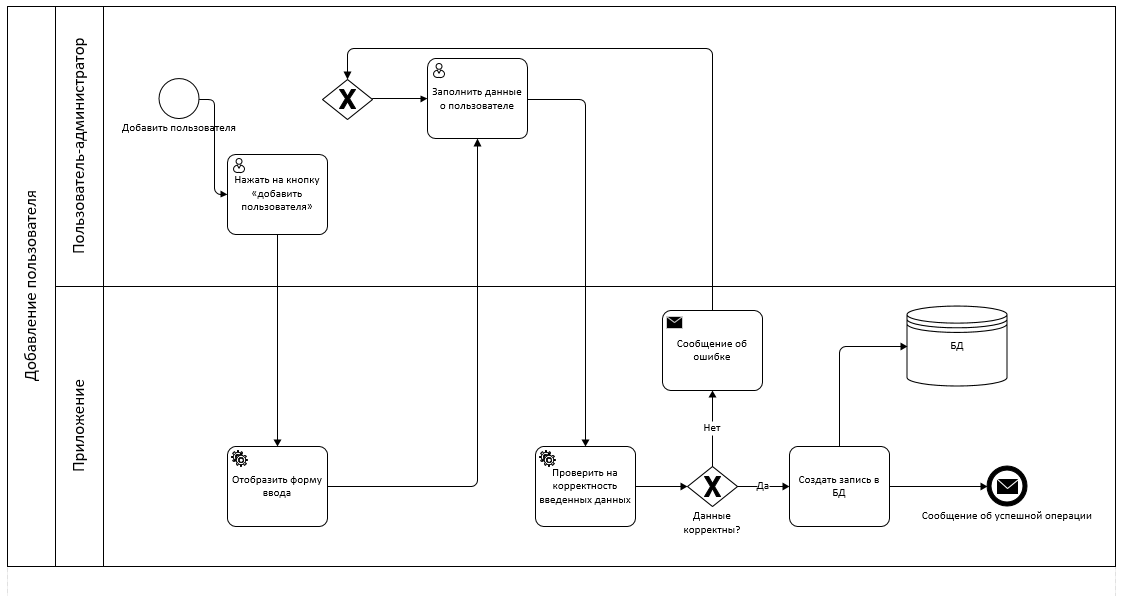 Добавление пользователя
Пользователь-администратор
Добавить пользователя
Заполнить данные
о пользователе
Нажать на кнопку
«добавить
пользователя»
Приложение
Сообщение об
ошибке
БД
Нет
Отобразить форму
ввода
Проверить на
корректность
введенных данных
Да
Данные
корректны?
Создать запись в
БД
Сообщение об успешной операции